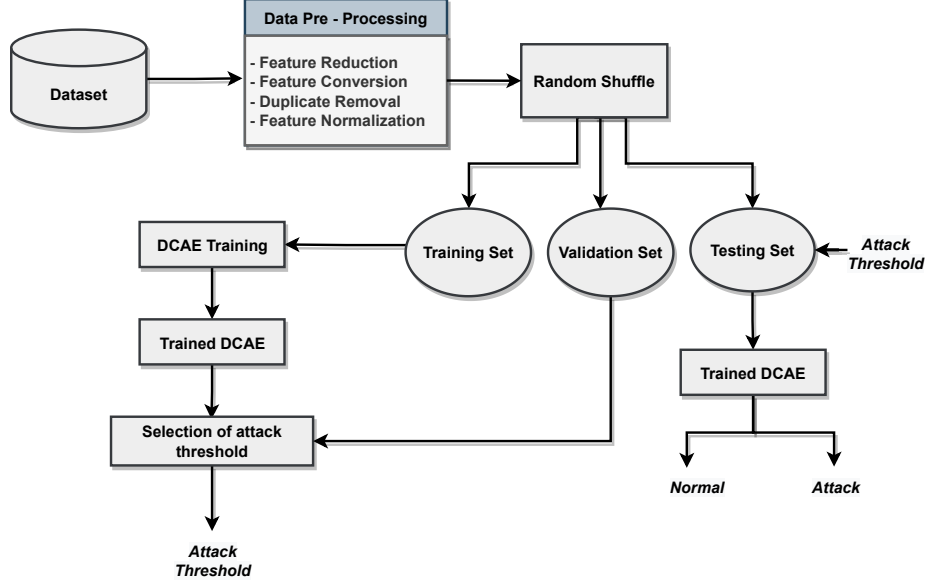 Data Pre - Processing
Dataset
- Feature Reduction
- Feature Conversion
- Duplicate Removal
- Feature Normalization
Random Shuffle
DCAE Training
Training Set
Validation Set
Testing Set
Attack
Threshold
Trained DCAE
Trained DCAE
Selection of attack
threshold
Normal
Attack
Attack
Threshold